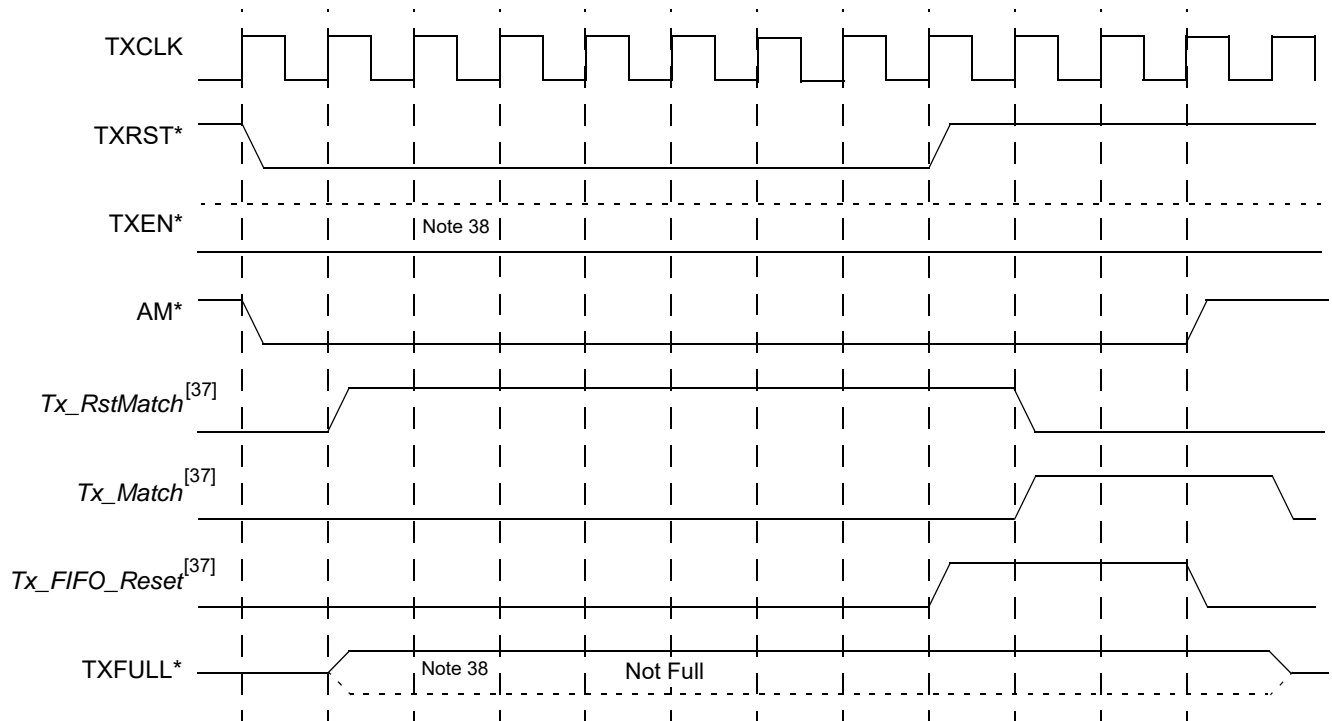 TXCLK
TXRST*
TXEN*
Note 38
AM*
Tx_RstMatch[37]
Tx_Match[37]
Tx_FIFO_Reset[37]
TXFULL*
Note 38
Not Full